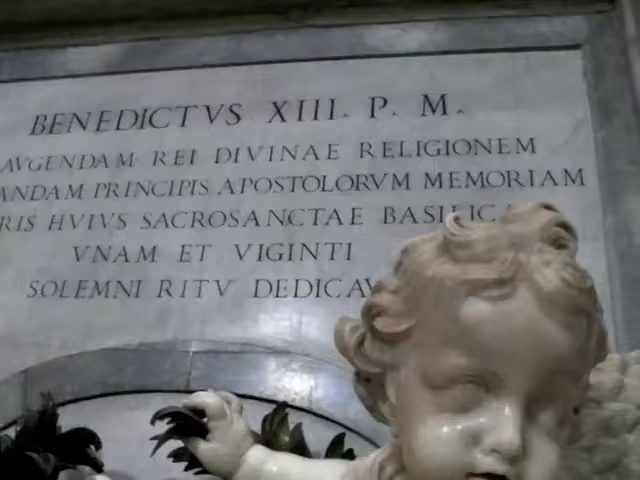 BENEDICTVS XIII. P. M.
AVGENDAM REI DIVINAE RELIGIONEM
ANDAM PRINCIPIS APOSTOLORVM MEMORIAM
RIS HVIVS SACROSANCTAE BASILICA
VNAM ET VIGINTI
SOLEMNI RITV DEDICAV